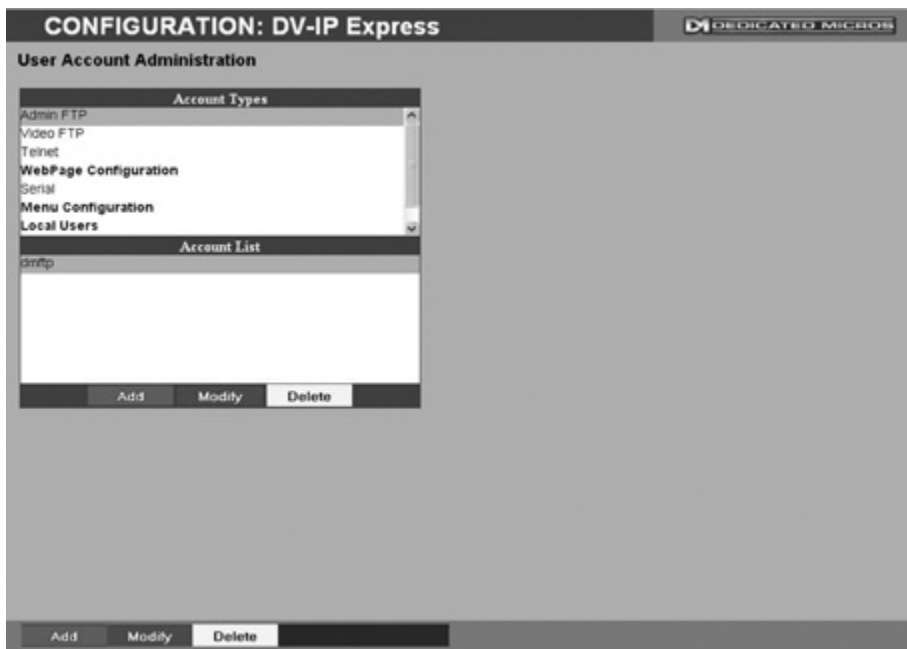 CONFIGURATION: DV-IP Express
DEDICATED MICROS
User Account Administration
Account Types
Admin FTP
Video FTP
Telnet
WebPage Configuration
Serial
Menu Configuration
Local Users
Account List
dmftp
Add Modify Delete
Add Modify Delete